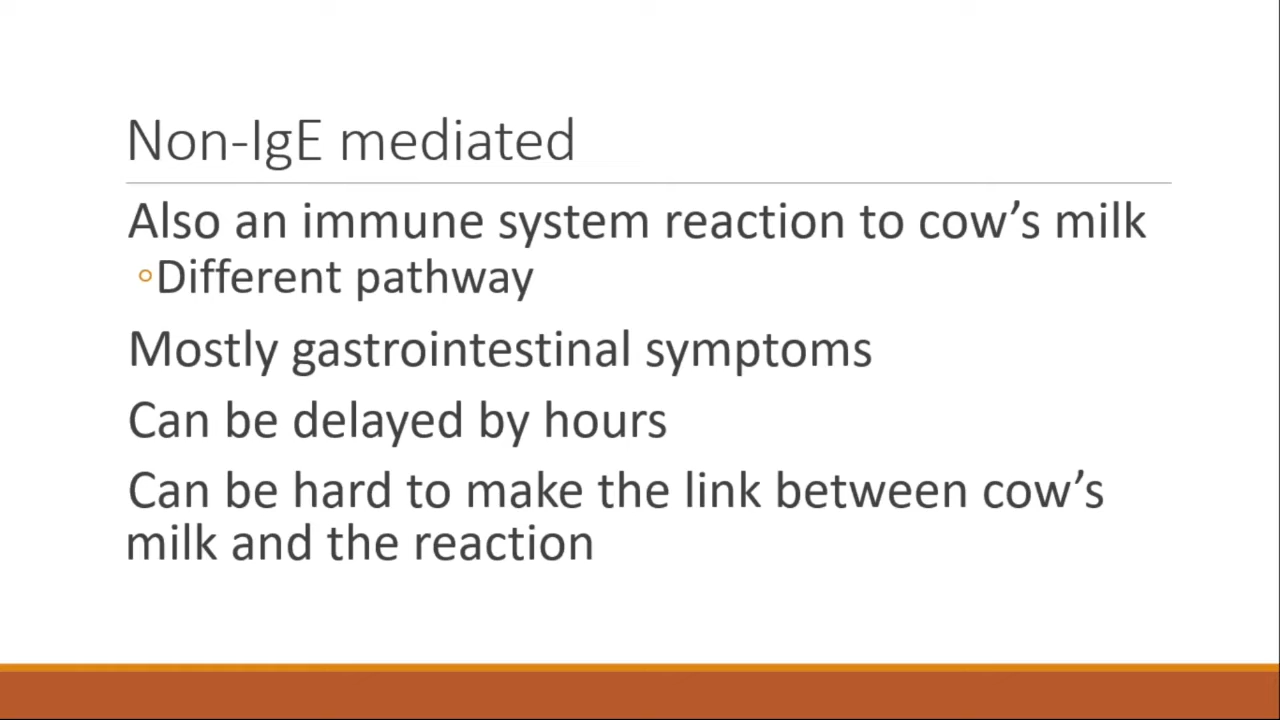 Non-IgE mediated
Also an immune system reaction to cow’s milk
◦Different pathway
Mostly gastrointestinal symptoms
Can be delayed by hours
Can be hard to make the link between cow’s
milk and the reaction